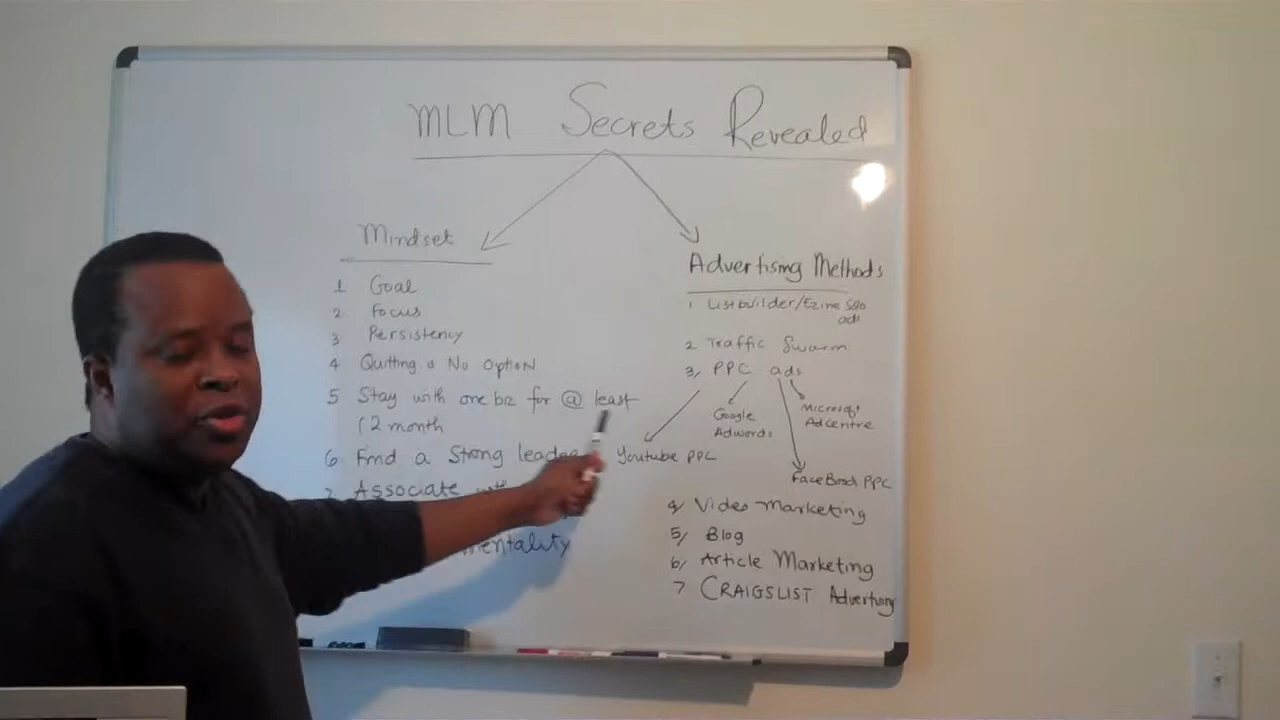 MLM Secrets Revealed
Mindset
1 Goal
2 Focus
3 Persistency
4 Quitting is No Option
5 Stay with one biz for @ least
12 month
6 Find a Strong leader
7 Associate with
mentality
Advertising Methods
1 Listbuilder/Ezine Solo
ads
2 Traffic Swarm
3/ PPC ads
Google
Adwords
Microsoft
AdCentre
Youtube PPC
FaceBook PPC
4/ Video Marketing
5/ Blog
6/ Article Marketing
7 CRAIGSLIST Advertising